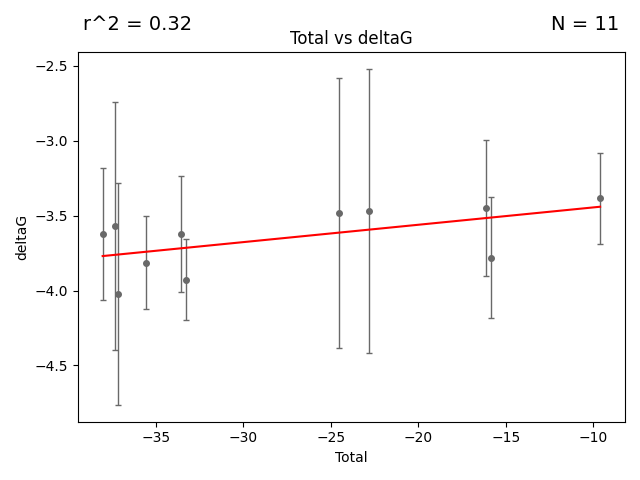 r^2 = 0.32
N = 11
Total vs deltaG
−2.5
−3.0
−3.5
−4.0
−4.5
deltaG
−35
−30
−25
−20
−15
−10
Total